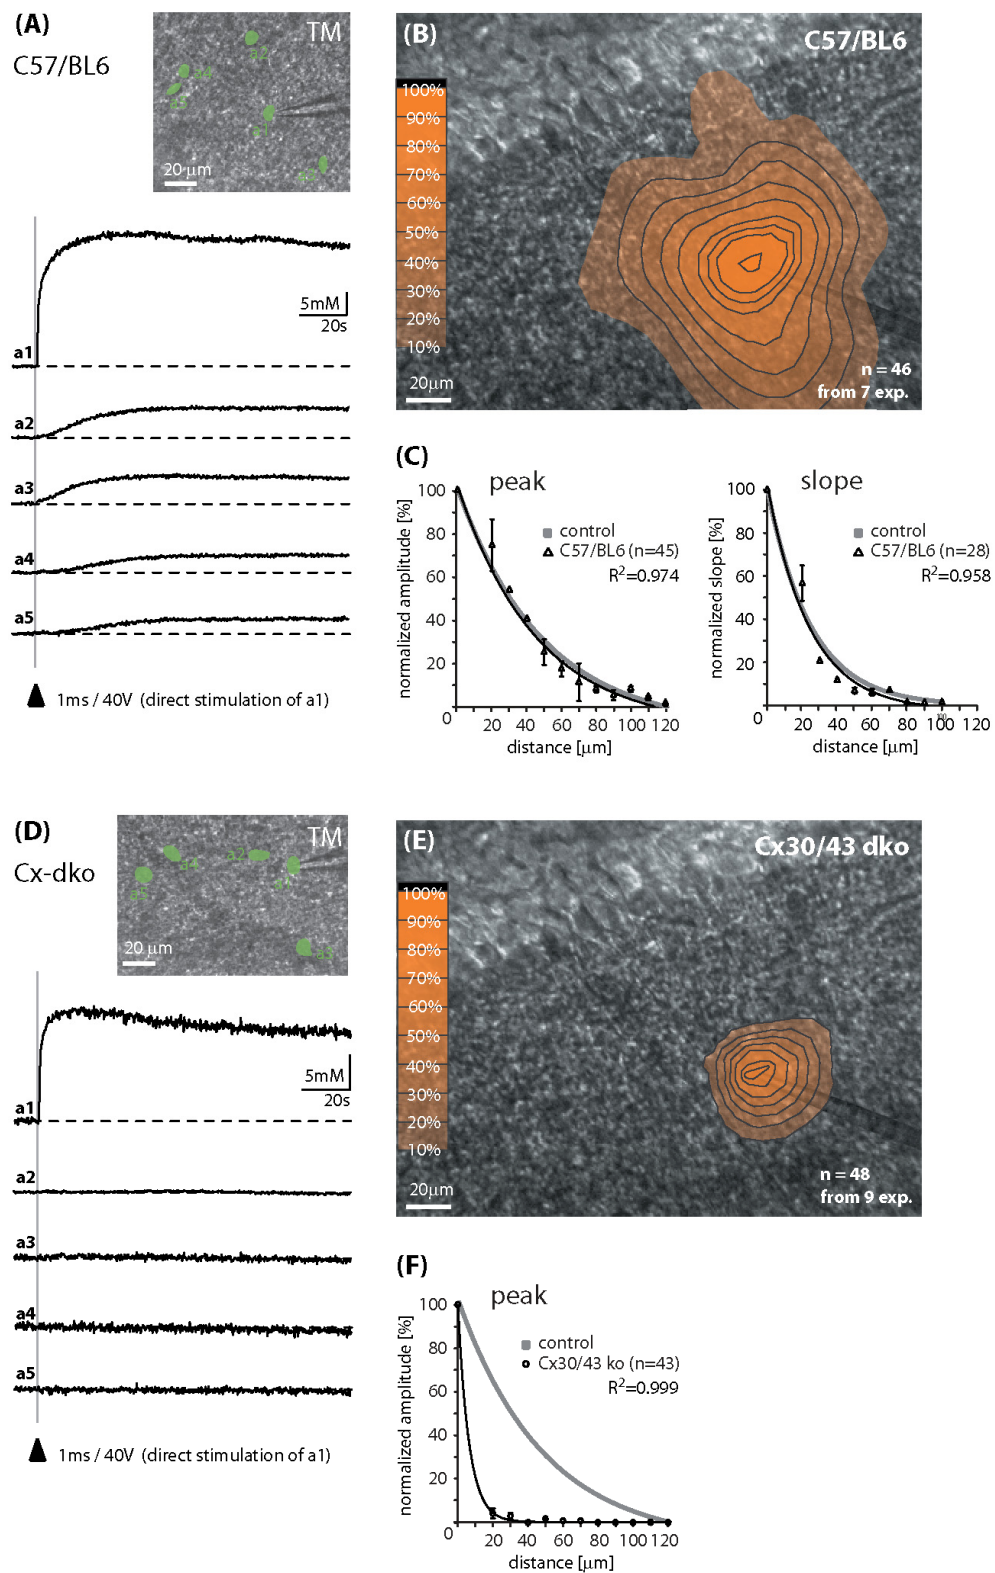 (A)
C57/BL6
TM
a2
a4
a3
a1
a5
20 μm
5mM
20s
a1
a2
a3
a4
a5
1ms / 40V (direct stimulation of a1)
(B)
C57/BL6
100%
90%
80%
70%
60%
50%
40%
30%
20%
10%
20μm
n = 46
from 7 exp.
(C)
peak
normalized amplitude [%]
100
80
60
40
20
0
20 40 60 80 100 120
distance [μm]
control
C57/BL6 (n=45)
R²=0.974
slope
normalized slope [%]
100
80
60
40
20
0
20 40 60 80 100 120
distance [μm]
control
C57/BL6 (n=28)
R²=0.958
(D)
Cx-dko
TM
a4
a2
a1
a5
a3
20 μm
5mM
20s
a1
a2
a3
a4
a5
1ms / 40V (direct stimulation of a1)
(E)
Cx30/43 dko
100%
90%
80%
70%
60%
50%
40%
30%
20%
10%
20μm
n = 48
from 9 exp.
(F)
peak
normalized amplitude [%]
100
80
60
40
20
0
20 40 60 80 100 120
distance [μm]
control
Cx30/43 ko (n=43)
R²=0.999